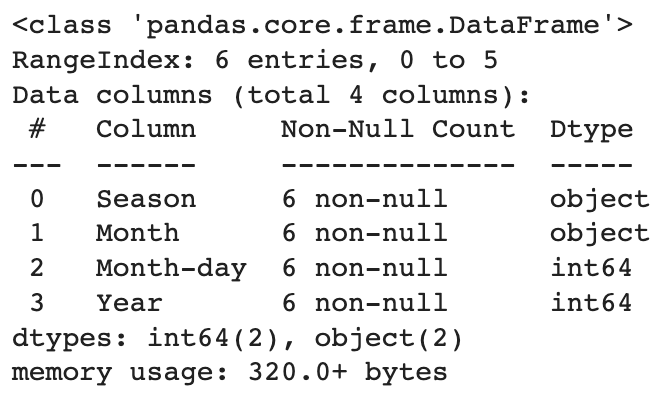 <class 'pandas.core.frame.DataFrame'>
RangeIndex: 6 entries, 0 to 5
Data columns (total 4 columns):
 #   Column     Non-Null Count  Dtype
---  ------     --------------  -----
 0   Season     6 non-null      object
 1   Month      6 non-null      object
 2   Month-day  6 non-null      int64
 3   Year       6 non-null      int64
dtypes: int64(2), object(2)
memory usage: 320.0+ bytes